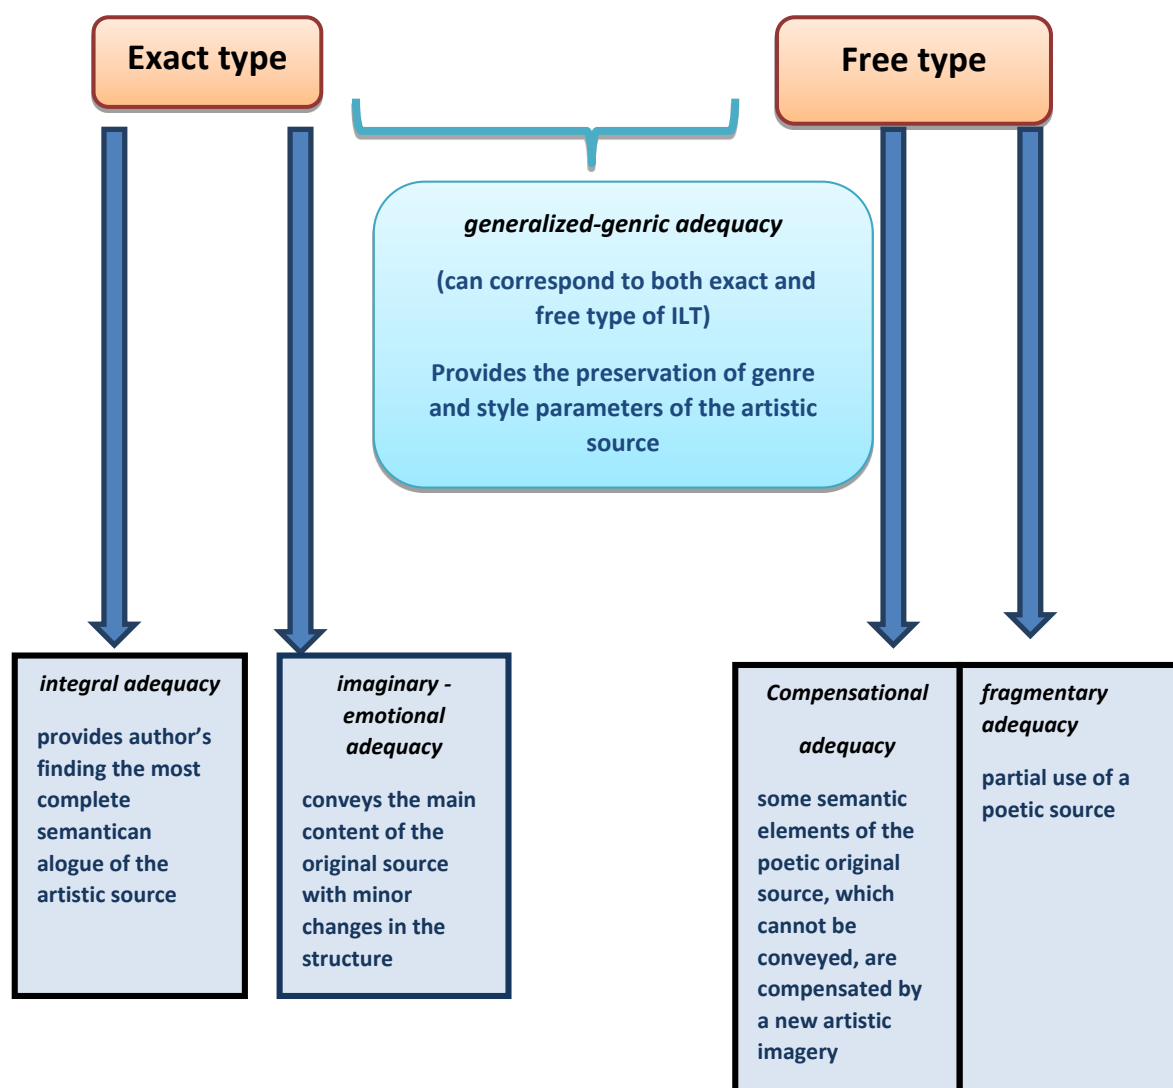 Exact type
Free type
generalized-genric adequacy
(can correspond to both exact and
free type of ILT)
Provides the preservation of genre
and style parameters of the artistic
source
integral adequacy
provides author’s
finding the most
complete
semantican
alogue of the
artistic source
imaginary -
emotional
adequacy
conveys the main
content of the
original source
with minor
changes in the
structure
Compensational
adequacy
some semantic
elements of the
poetic original
source, which
cannot be
conveyed, are
compensated by
a new artistic
imagery
fragmentary
adequacy
partial use of a
poetic source